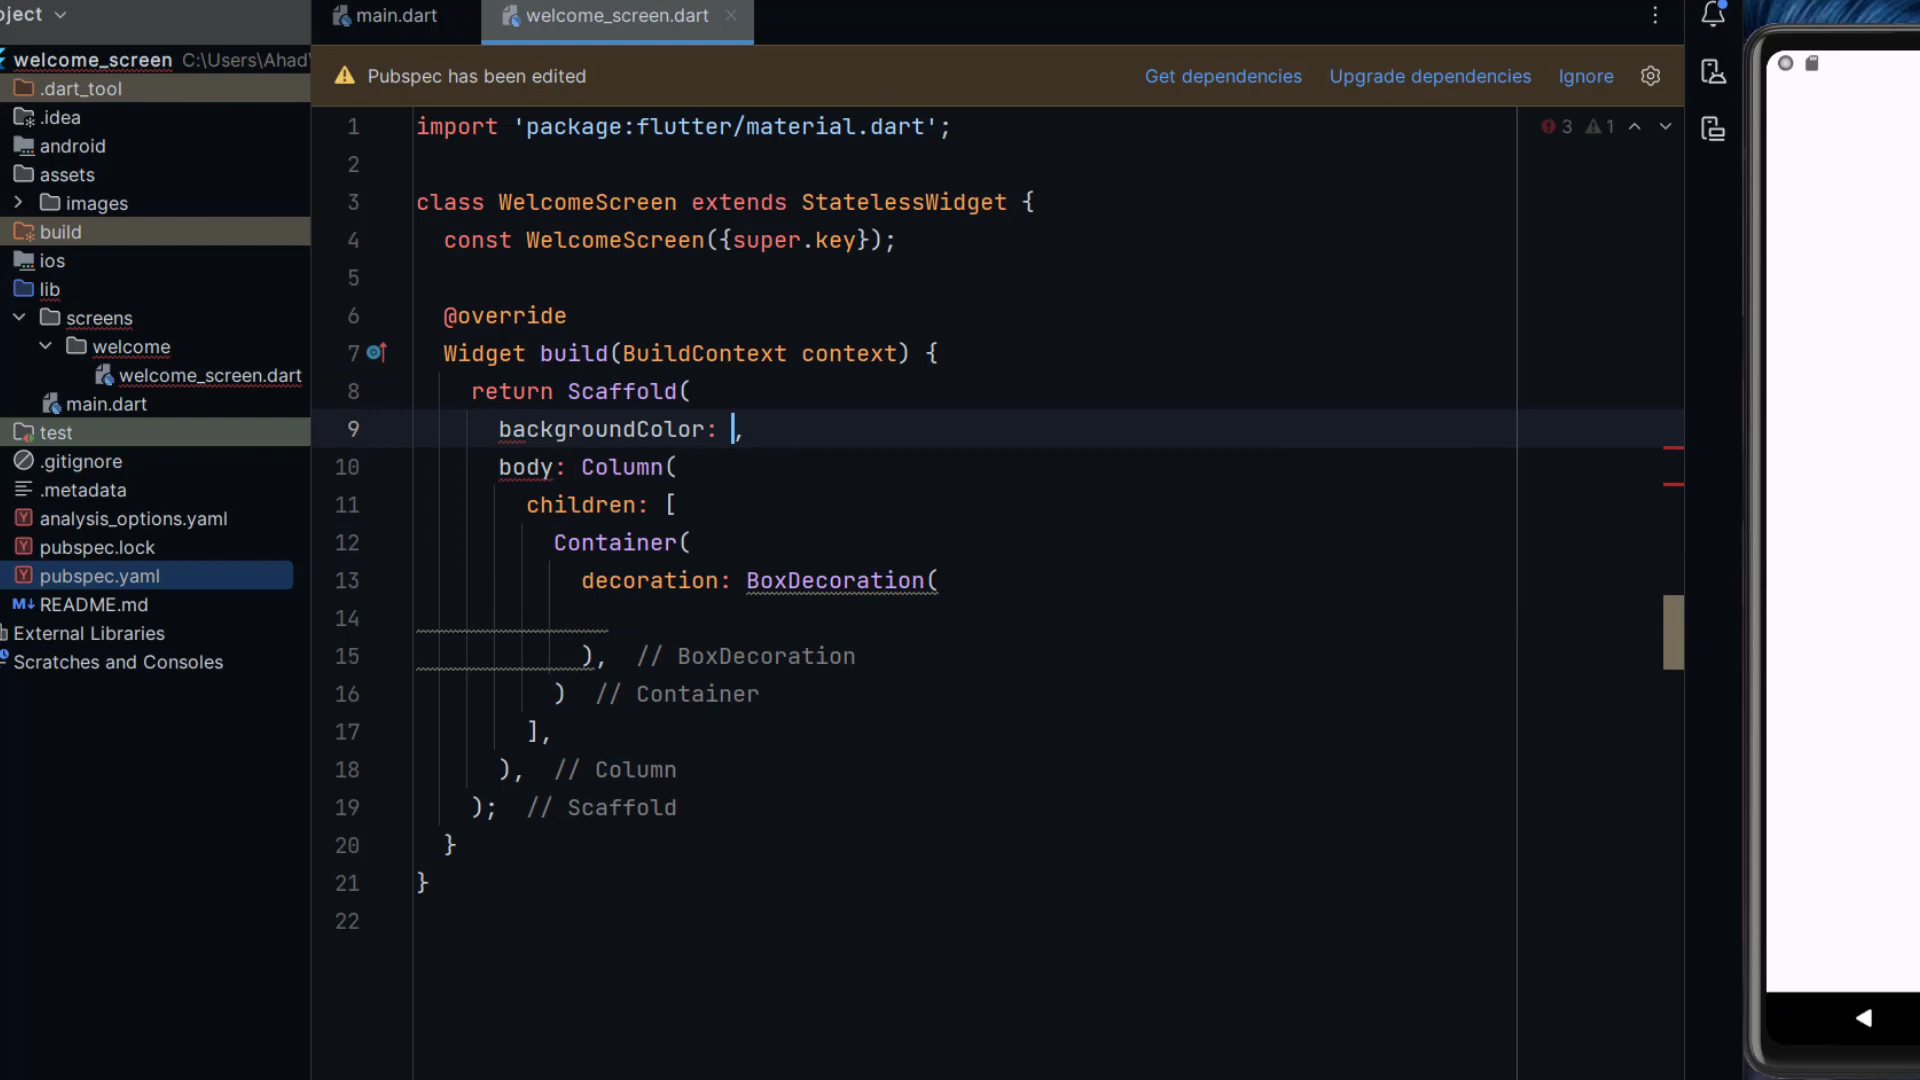 oject
main.dart
welcome_screen.dart
welcome_screen C:\Users\Ahad'
.dart_tool
.idea
android
assets
images
build
ios
lib
screens
welcome
welcome_screen.dart
main.dart
test
.gitignore
.metadata
analysis_options.yaml
pubspec.lock
pubspec.yaml
M↓ README.md
External Libraries
Scratches and Consoles
Pubspec has been edited
Get dependencies
Upgrade dependencies
Ignore
3
1
1 import 'package:flutter/material.dart';
2
3 class WelcomeScreen extends StatelessWidget {
4 const WelcomeScreen({super.key});
5
6 @override
7 Widget build(BuildContext context) {
8 return Scaffold(
9 backgroundColor: ,
10 body: Column(
11 children: [
12 Container(
13 decoration: BoxDecoration(
14
15 ), // BoxDecoration
16 ) // Container
17 ],
18 ), // Column
19 ); // Scaffold
20 }
21 }
22